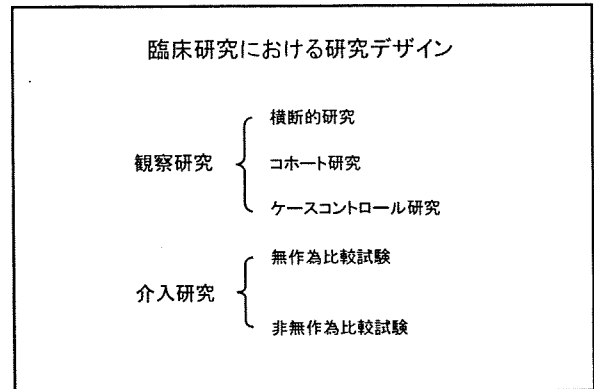 臨床研究における研究デザイン
観察研究
横断的研究
コホート研究
ケースコントロール研究
介入研究
無作為比較試験
非無作為比較試験